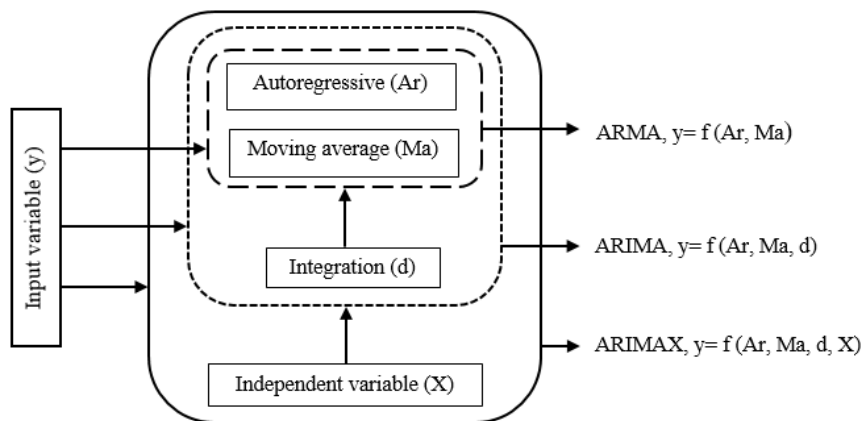 Input variable (y)
Autoregressive (Ar)
Moving average (Ma)
Integration (d)
Independent variable (X)
ARMA, y= f (Ar, Ma)
ARIMA, y= f (Ar, Ma, d)
ARIMAX, y= f (Ar, Ma, d, X)